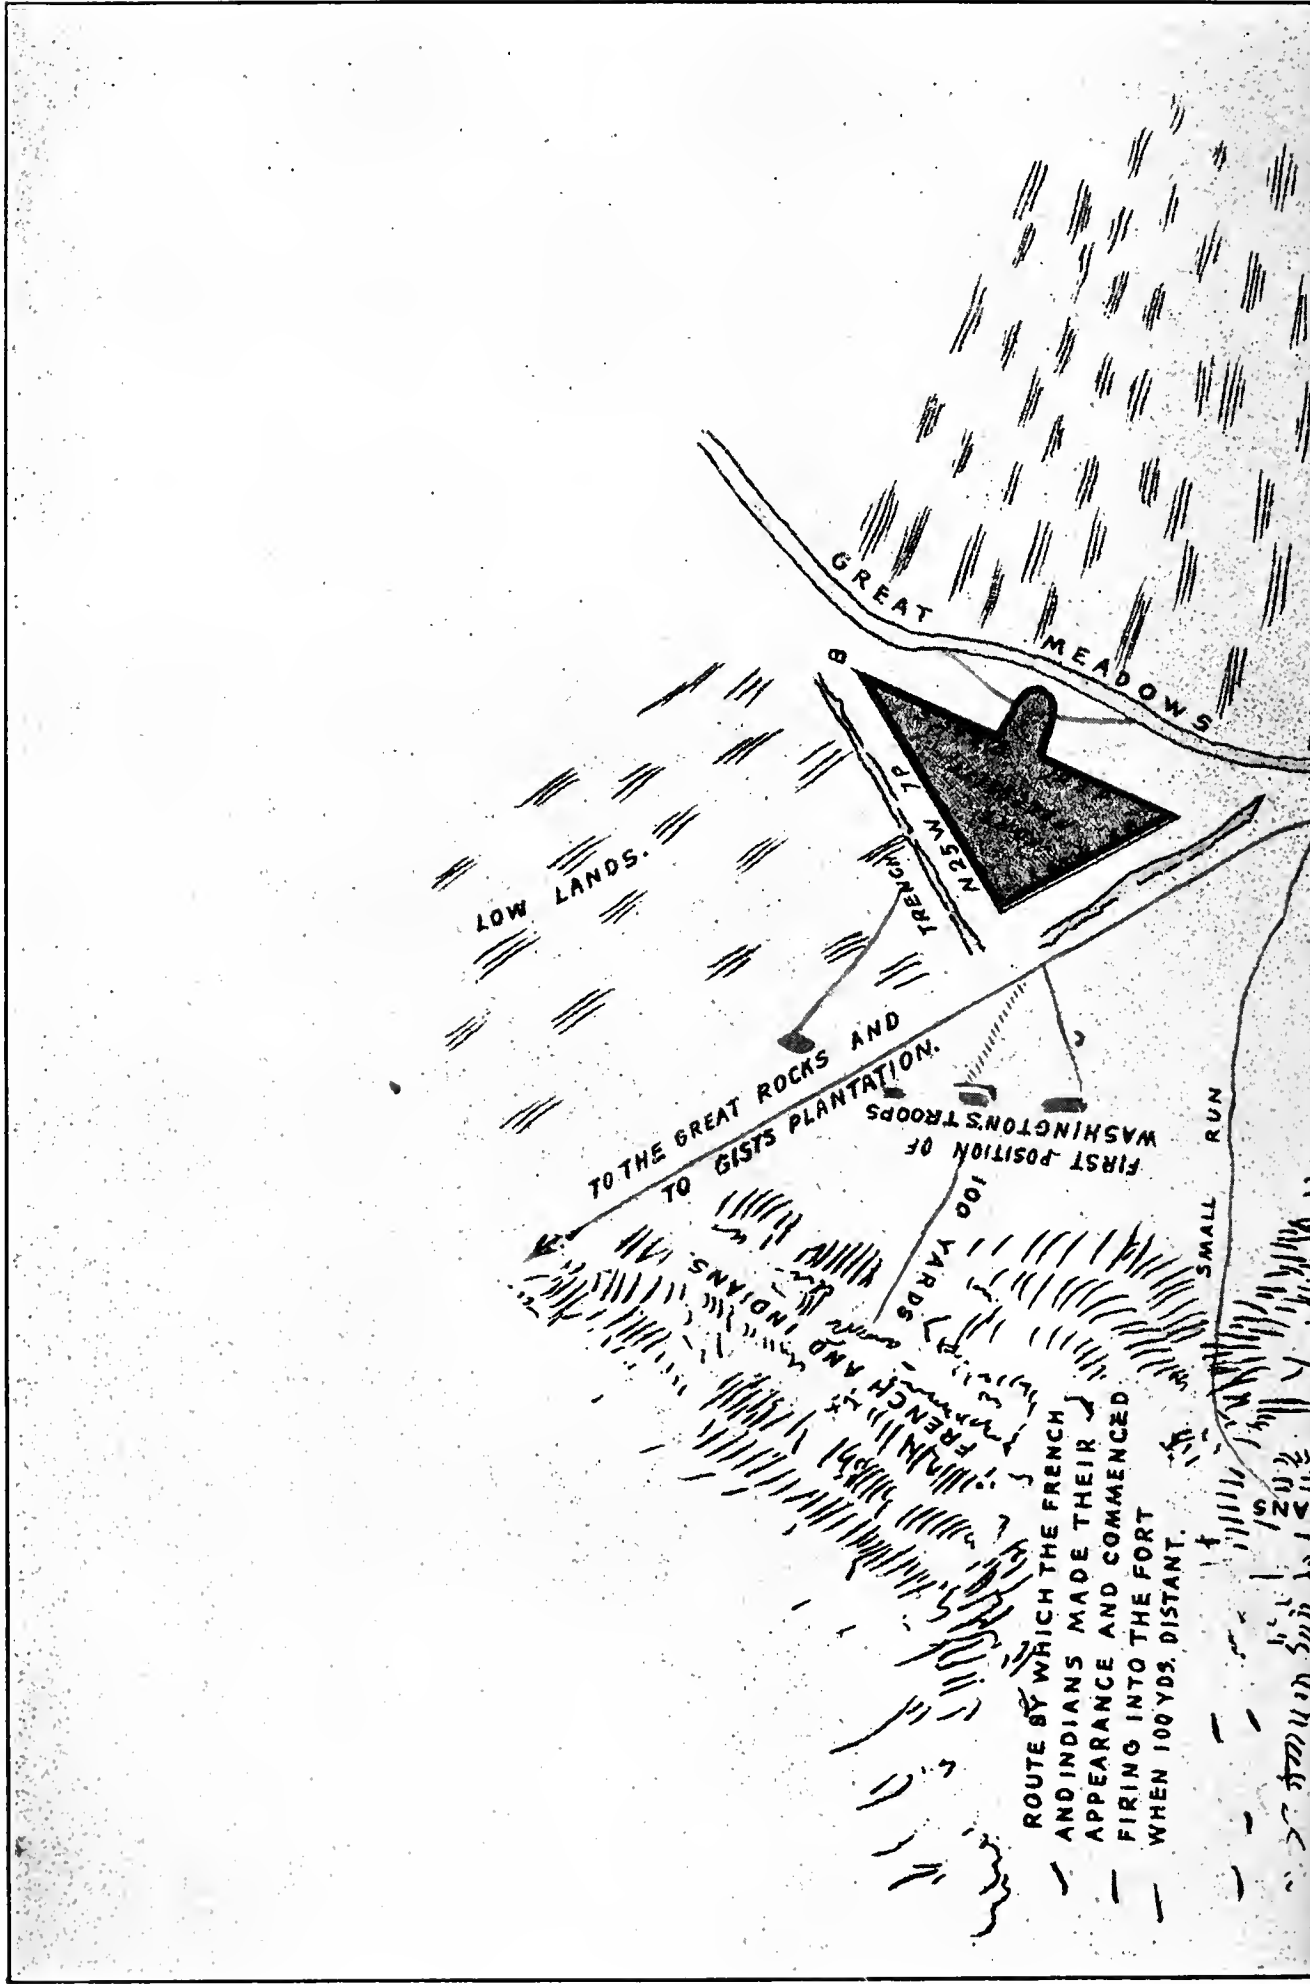 GREAT MEADOWS
LOW LANDS.
TRENCH
N 25 W 7P
TO THE GREAT ROCKS AND
TO GISTS PLANTATION.
FIRST POSITION OF
WASHINGTON'S TROOPS
100 YARDS
FRENCH AND INDIANS.
SMALL RUN
ROUTE BY WHICH THE FRENCH
AND INDIANS MADE THEIR
APPEARANCE AND COMMENCED
FIRING INTO THE FORT
WHEN 100 YDS. DISTANT.